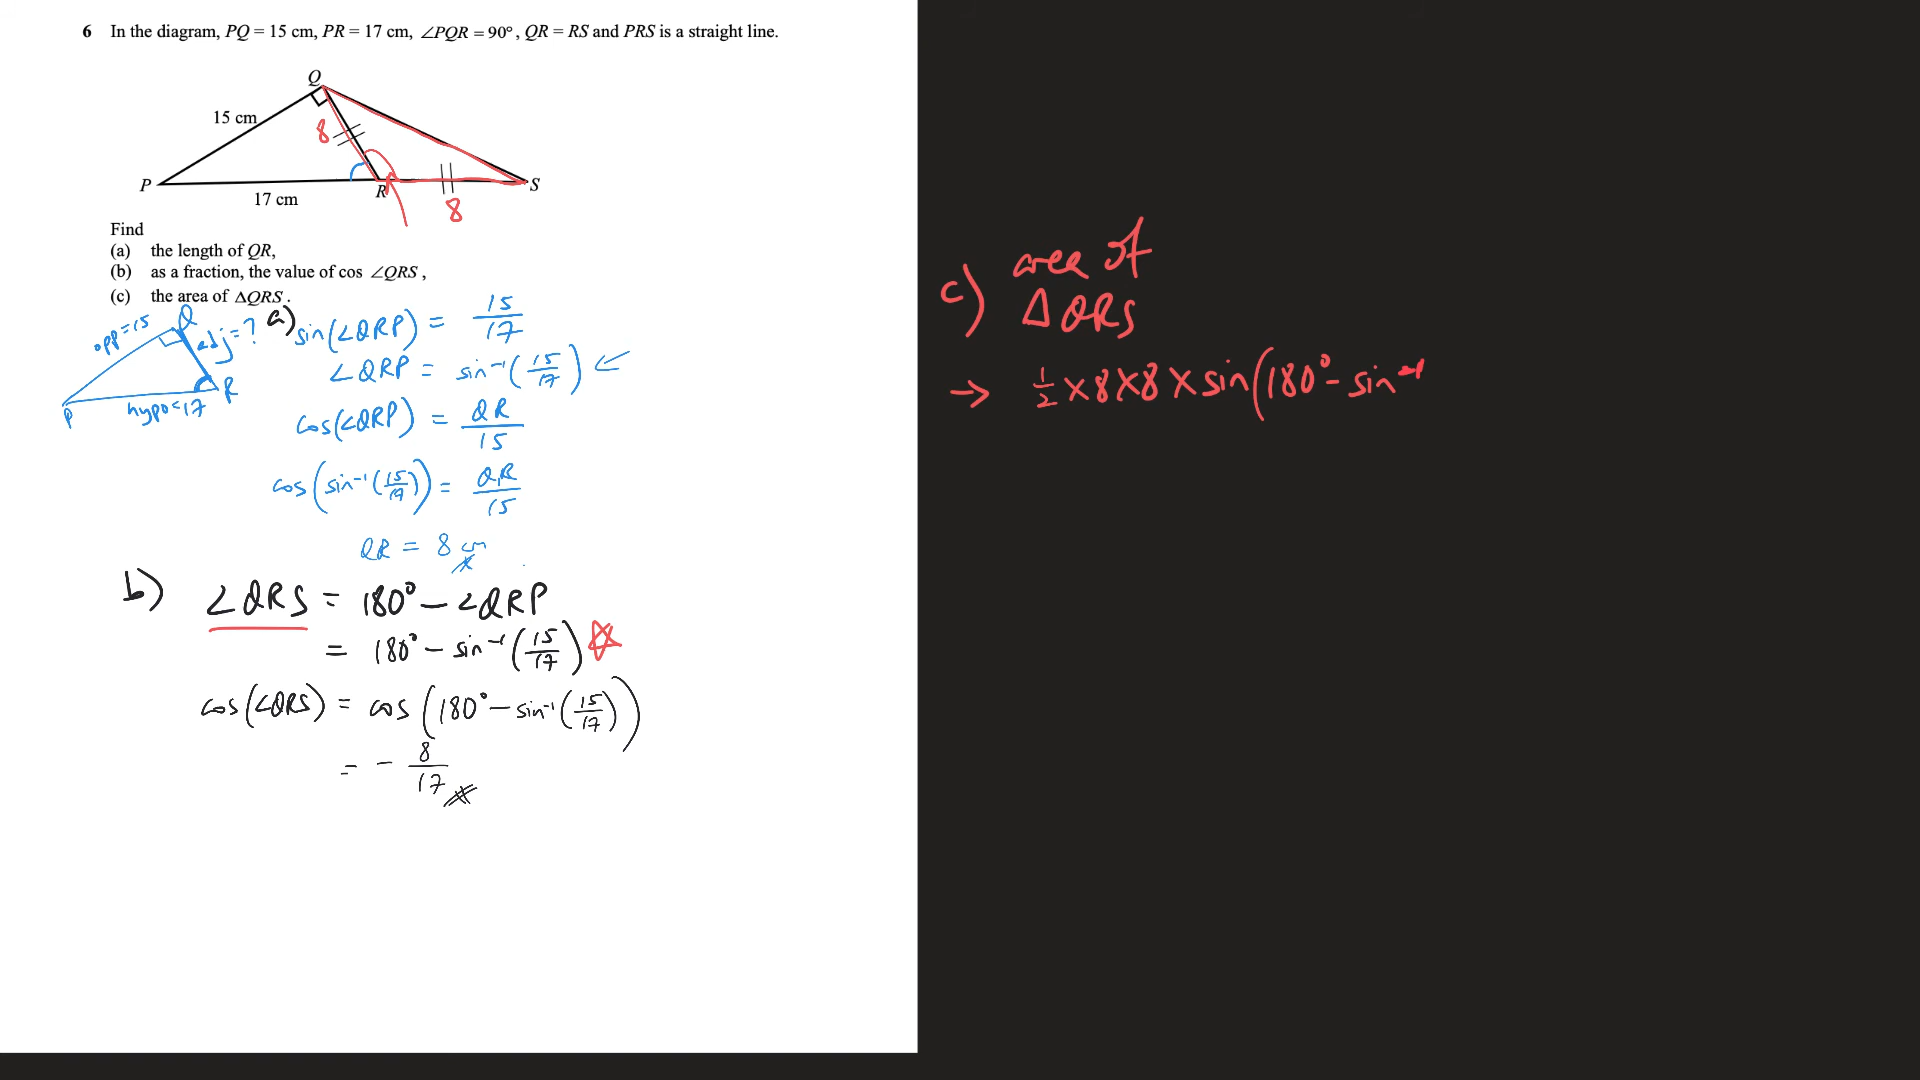 6 In the diagram, PQ = 15 cm, PR = 17 cm, ∠PQR = 90°, QR = RS and PRS is a straight line.
Q
15 cm
8
P
R
S
17 cm
8
Find
(a) the length of QR,
(b) as a fraction, the value of cos ∠QRS,
(c) the area of ΔQRS.
opp=15
Q
adj=?
R
P
hypo=17
a) sin(∠QRP) = 15/17
∠QRP = sin⁻¹(15/17) ←
cos(∠QRP) = QR/15
cos(sin⁻¹(15/17)) = QR/15
QR = 8 cm
b) ∠QRS = 180° − ∠QRP
= 180° − sin⁻¹(15/17)
cos(∠QRS) = cos(180° − sin⁻¹(15/17))
= − 8/17
c) area of
ΔQRS
→ 1/2 × 8 × 8 × sin(180° − sin⁻¹